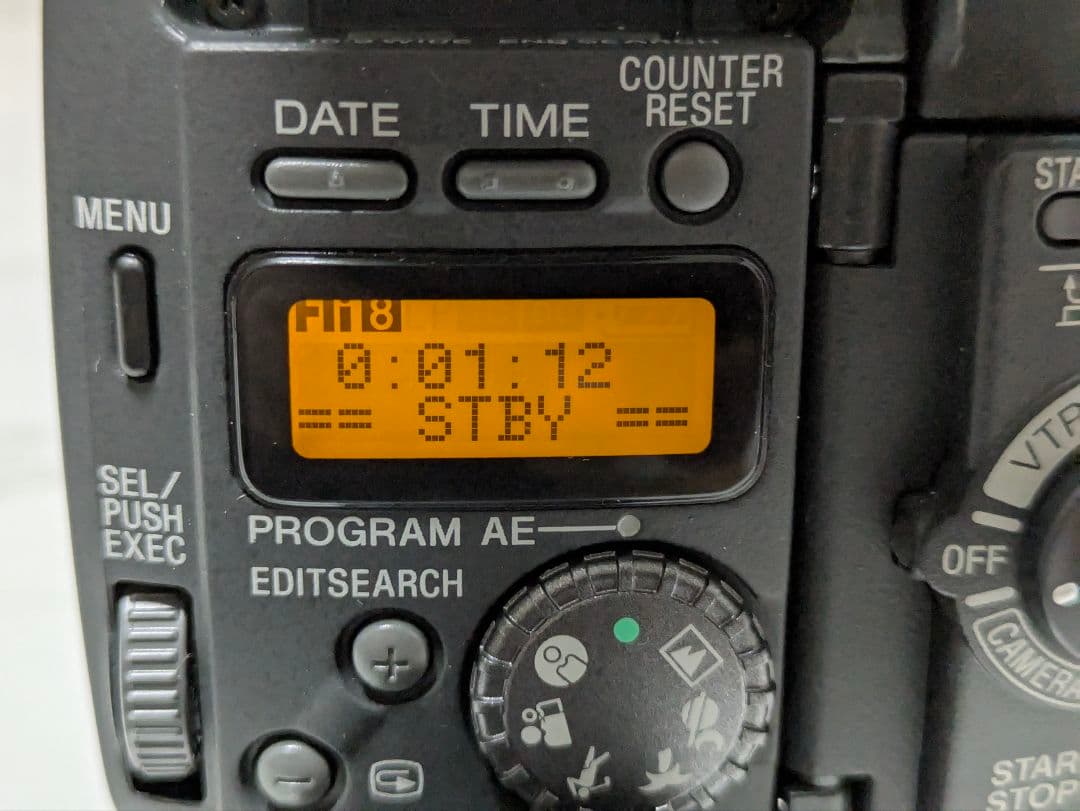 COUNTER
RESET
DATE
TIME
MENU
Hi8
0:01:12
== STBY ==
SEL/
PUSH
EXEC
PROGRAM AE
EDITSEARCH
+
−
OFF
CAMERA